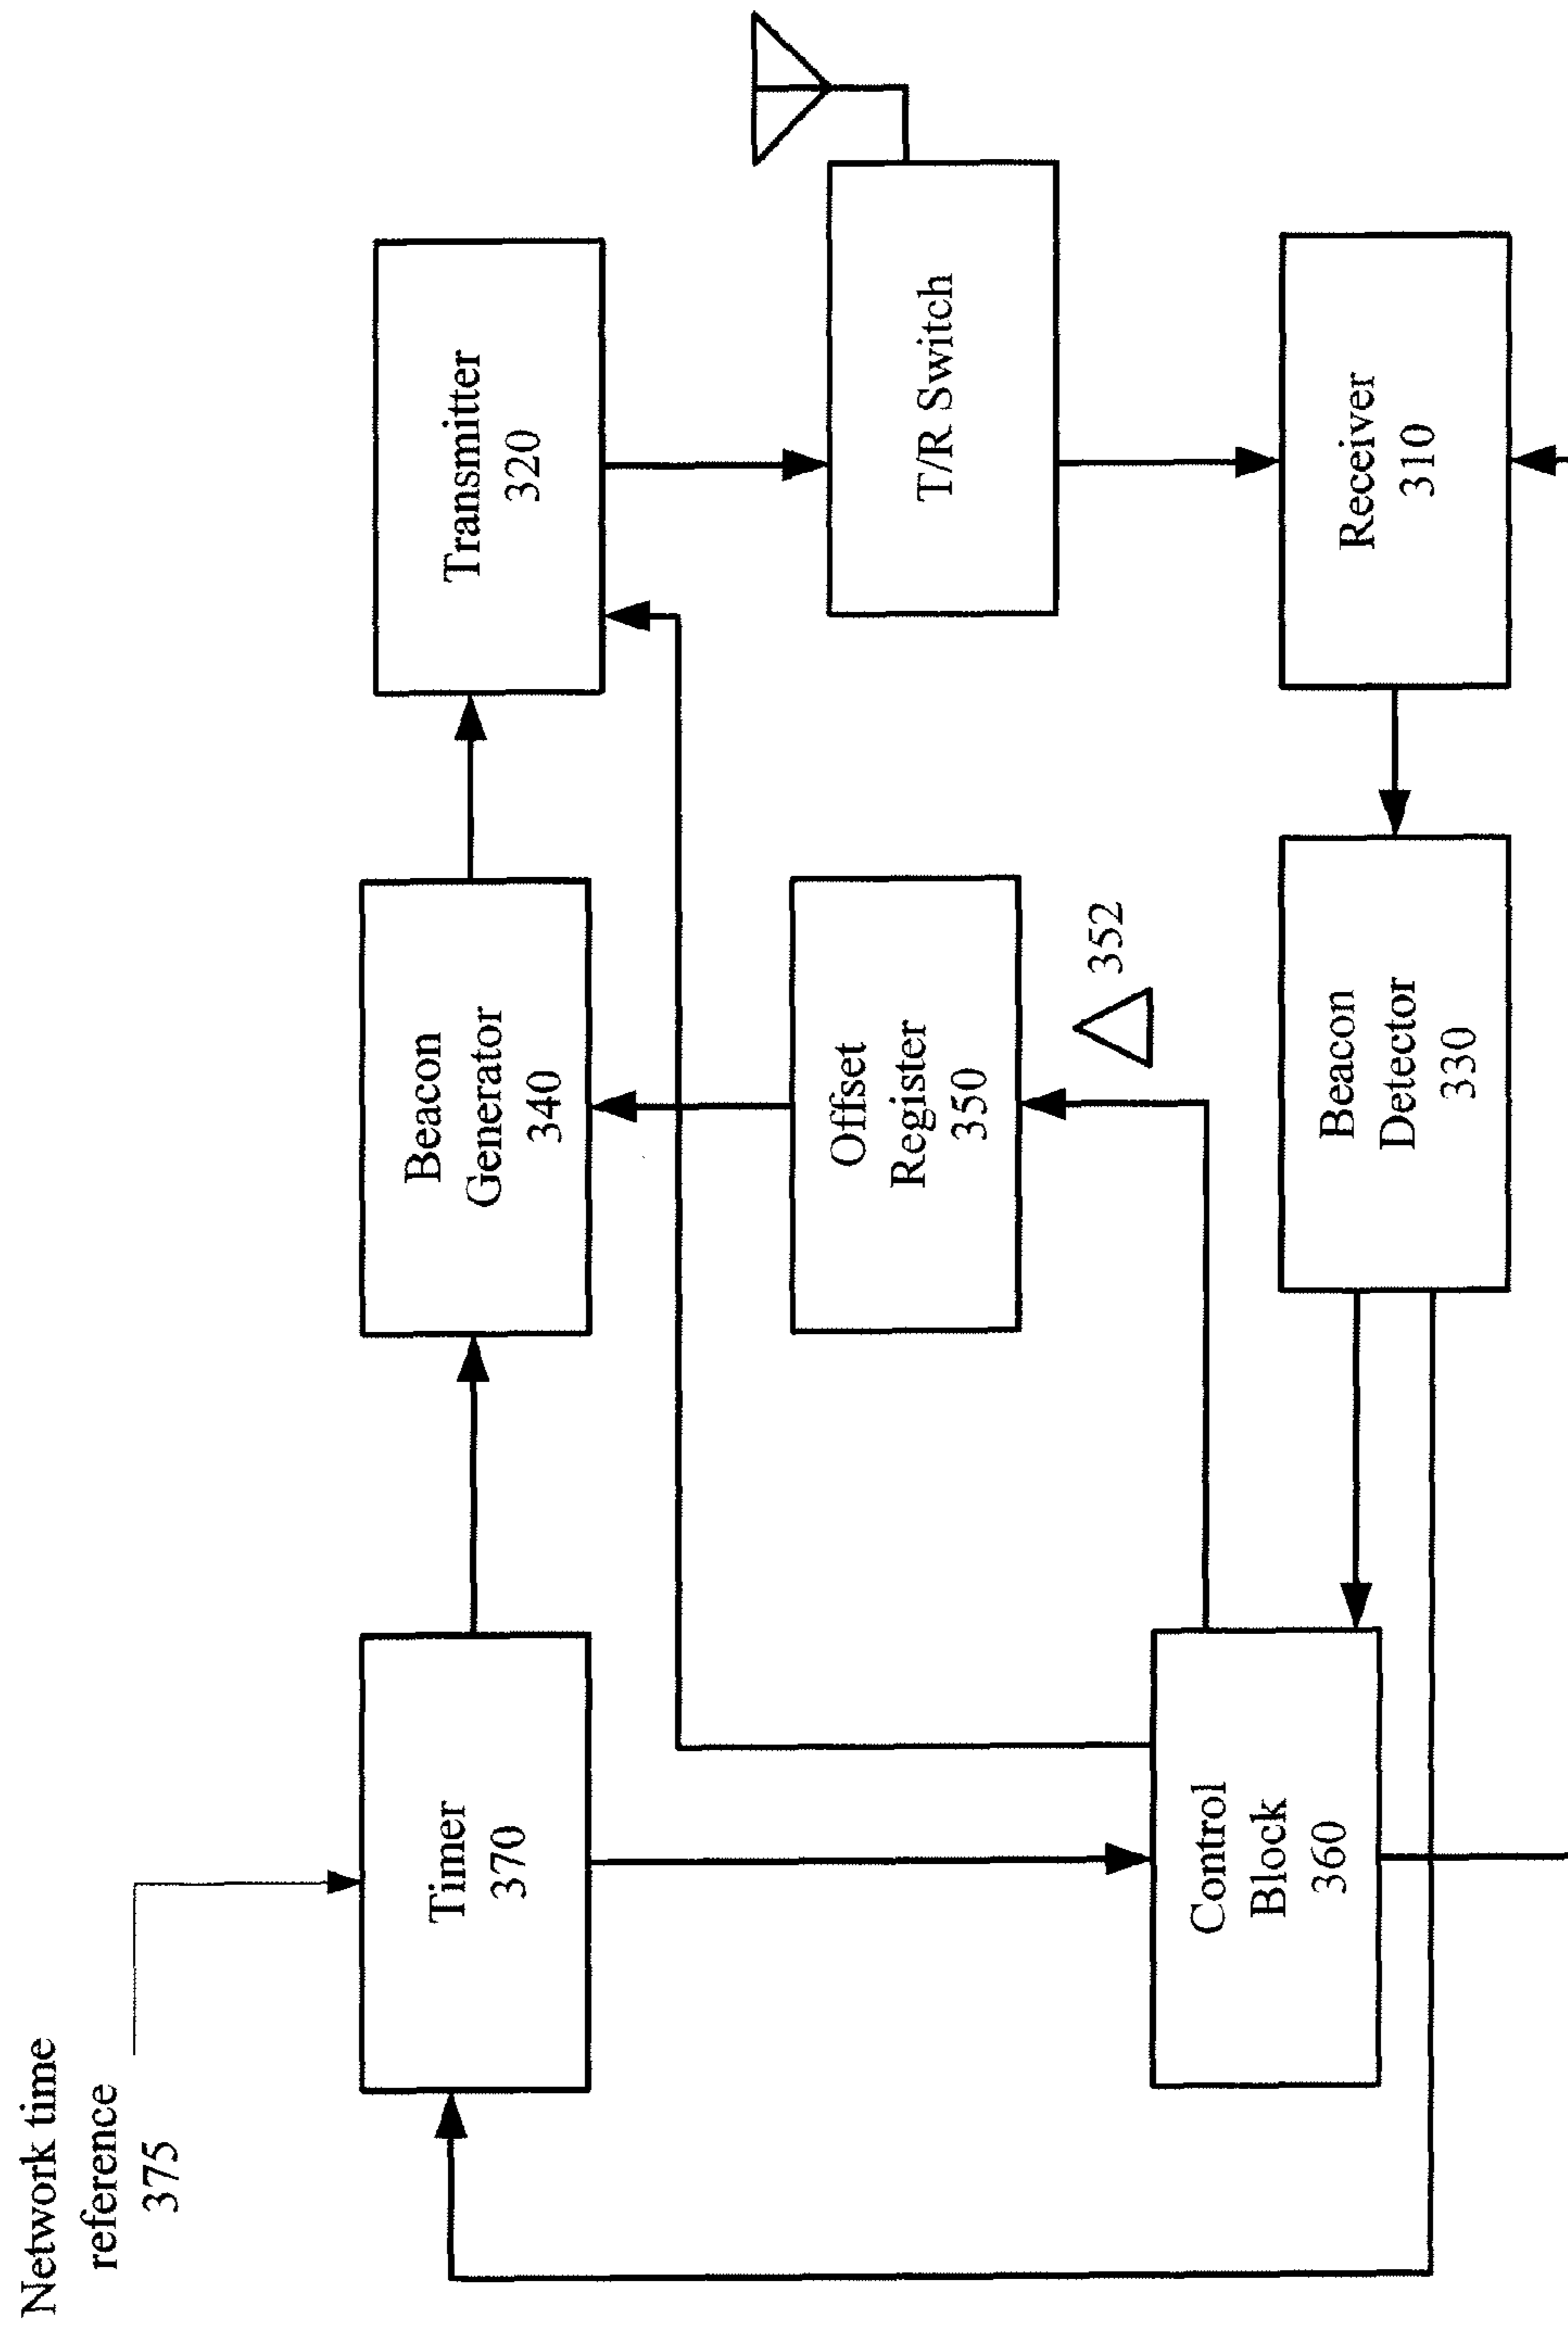 Network time
reference
375
Timer
370
Beacon
Generator
340
Transmitter
320
Offset
Register
350
352
T/R Switch
Control
Block
360
Beacon
Detector
330
Receiver
310